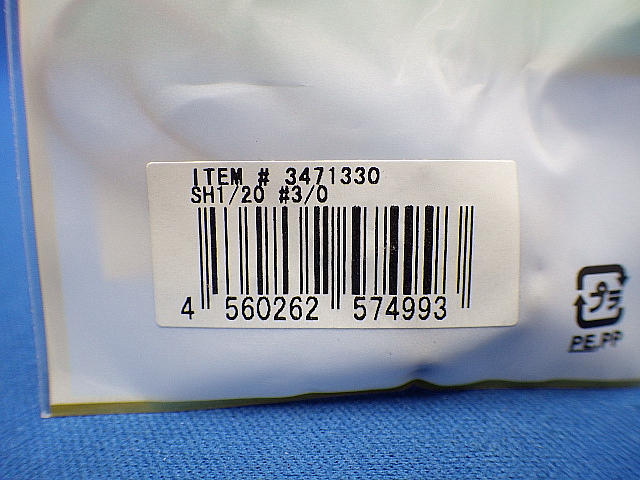 ITEM # 3471330
SH1/20 #3/0
4 560262 574993
プラ
PE,PP